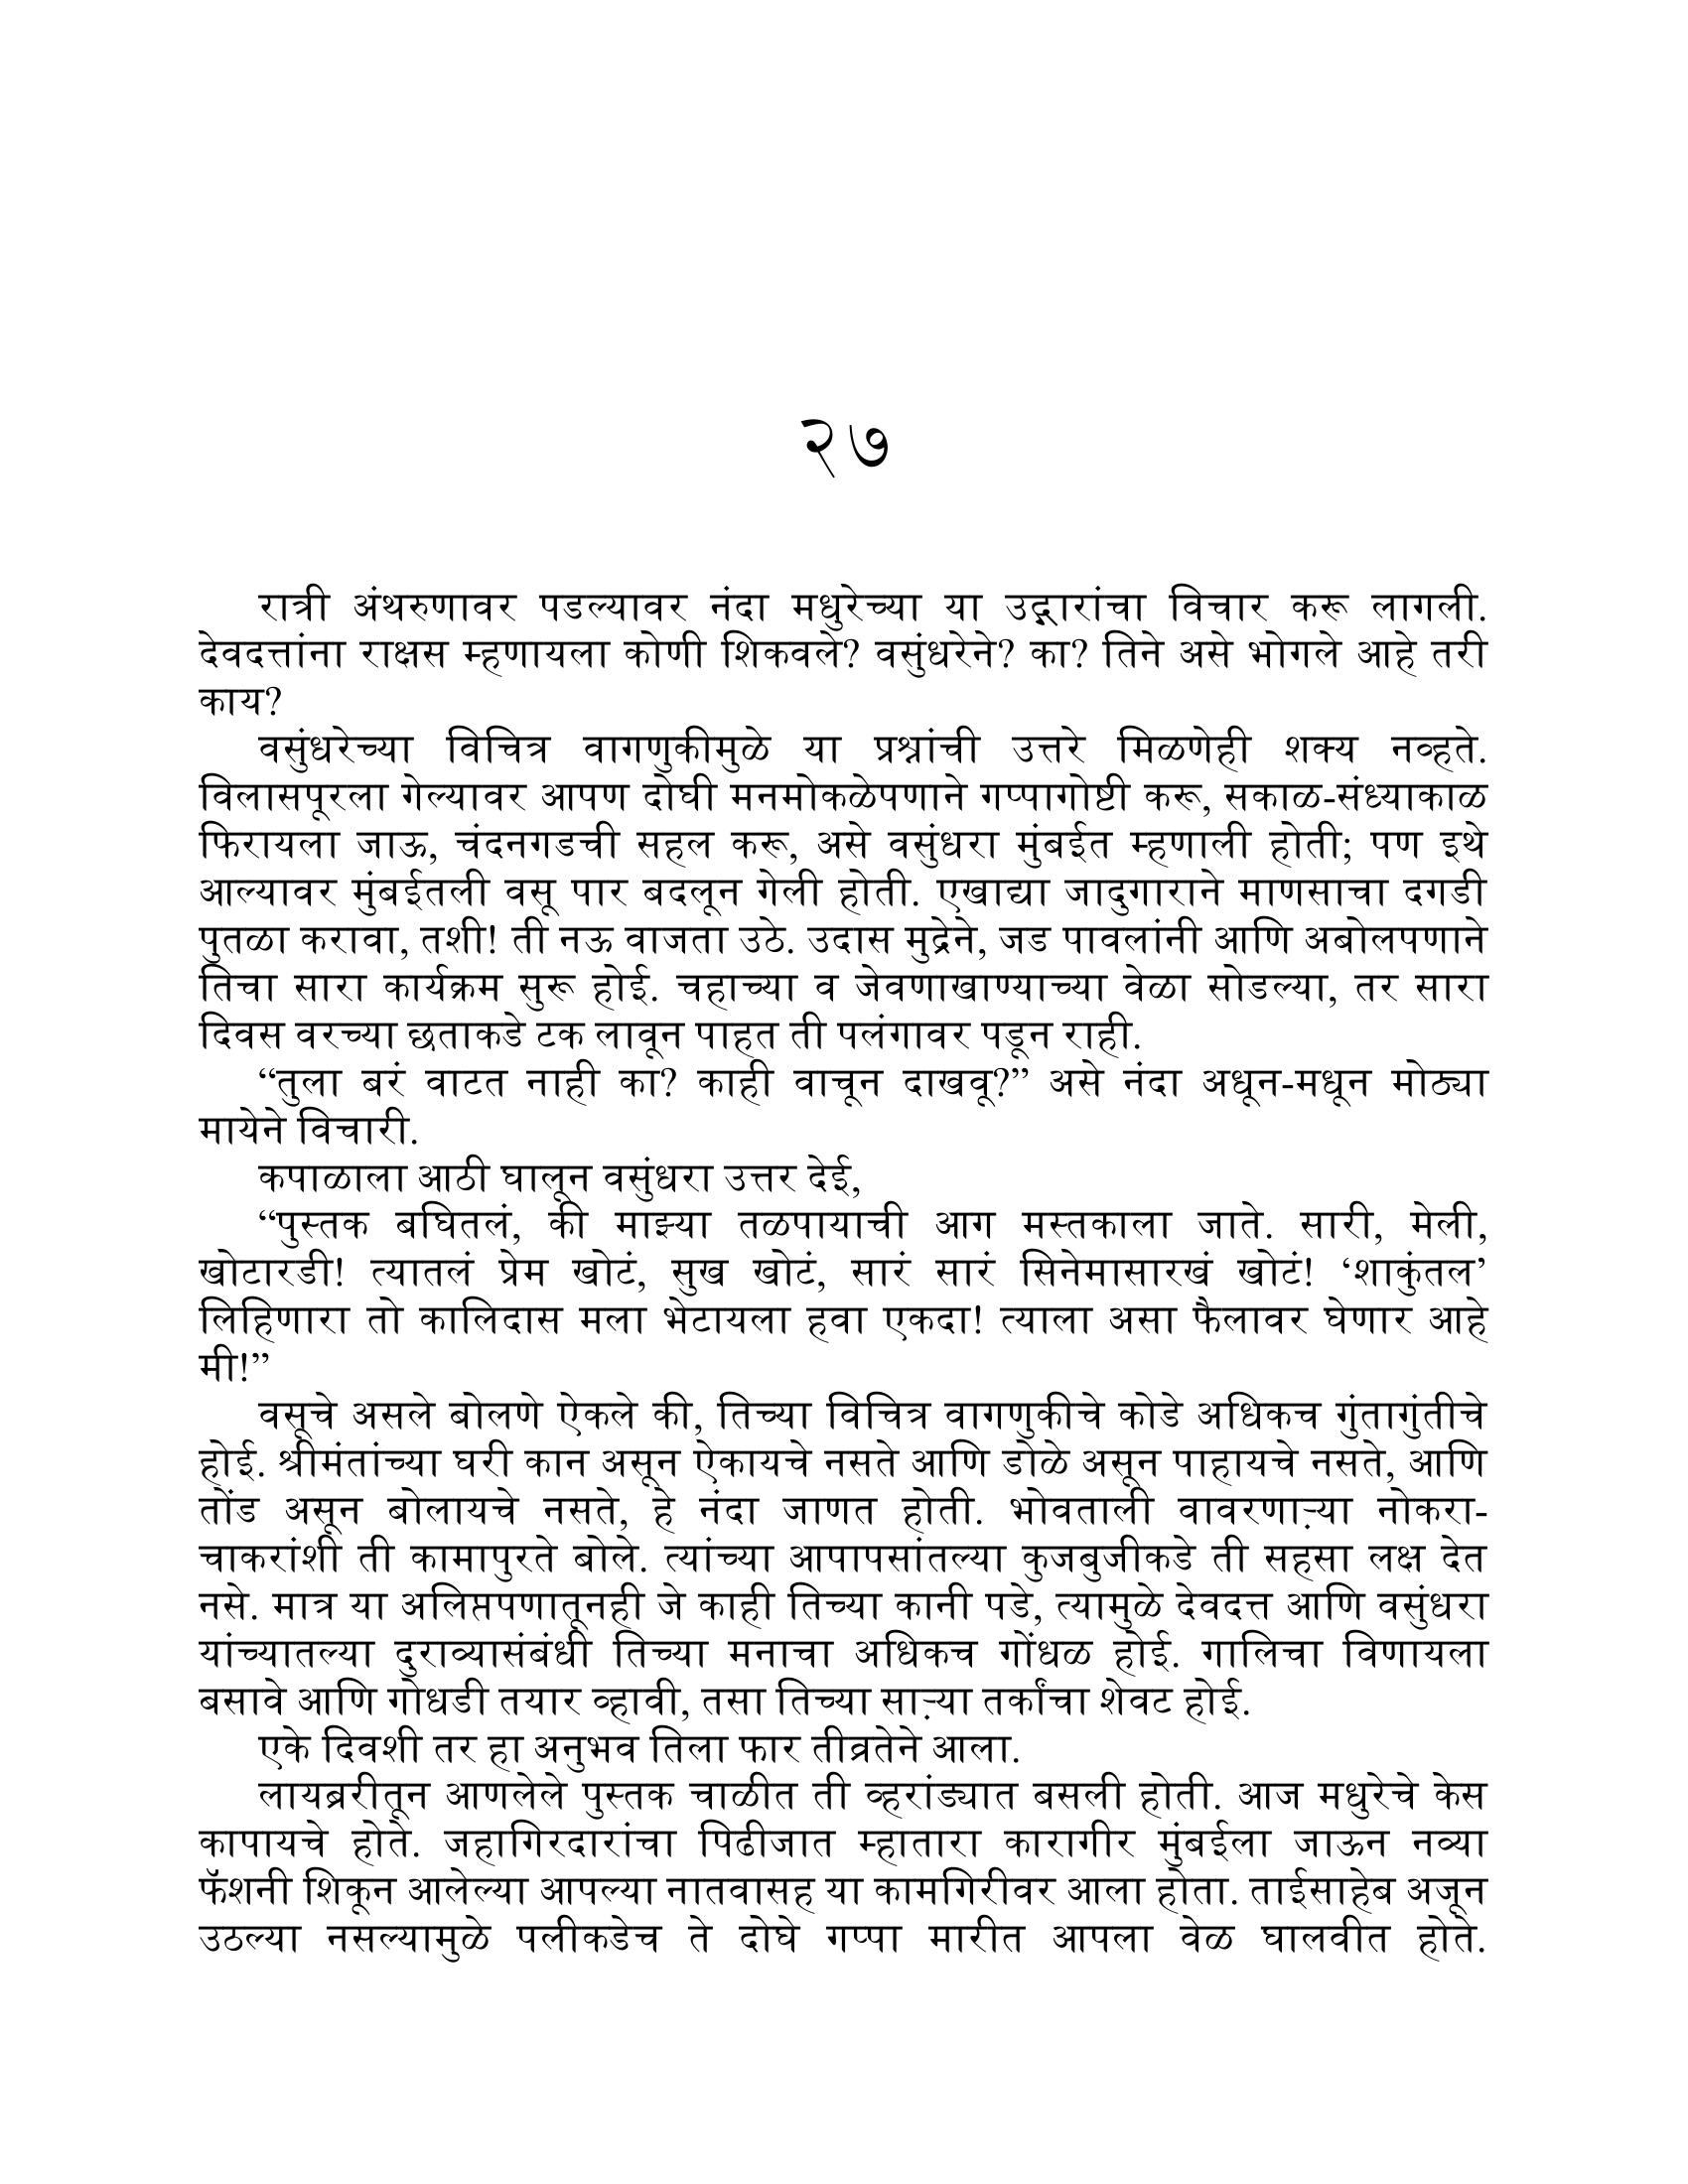 २७
रात्री अंथरुणावर पडल्यावर नंदा मधुरेच्या या उद्गारांचा विचार करू लागली.
देवदत्तांना राक्षस म्हणायला कोणी शिकवले? वसुंधरेने? का? तिने असे भोगले आहे तरी
काय?
वसुंधरेच्या विचित्र वागणुकीमुळे या प्रश्नांची उत्तरे मिळणेही शक्य नव्हते.
विलासपूरला गेल्यावर आपण दोघी मनमोकळेपणाने गप्पागोष्टी करू, सकाळ-संध्याकाळ
फिरायला जाऊ, चंदनगडची सहल करू, असे वसुंधरा मुंबईत म्हणाली होती; पण इथे
आल्यावर मुंबईतली वसू पार बदलून गेली होती. एखाद्या जादुगाराने माणसाचा दगडी
पुतळा करावा, तशी! ती नऊ वाजता उठे. उदास मुद्रेने, जड पावलांनी आणि अबोलपणाने
तिचा सारा कार्यक्रम सुरू होई. चहाच्या व जेवणाखाण्याच्या वेळा सोडल्या, तर सारा
दिवस वरच्या छताकडे टक लावून पाहत ती पलंगावर पडून राही.
“तुला बरं वाटत नाही का? काही वाचून दाखवू?” असे नंदा अधून-मधून मोठ्या
मायेने विचारी.
कपाळाला आठी घालून वसुंधरा उत्तर देई,
“पुस्तक बघितलं, की माझ्या तळपायाची आग मस्तकाला जाते. सारी, मेली,
खोटारडी! त्यातलं प्रेम खोटं, सुख खोटं, सारं सारं सिनेमासारखं खोटं! ‘शाकुंतल’
लिहिणारा तो कालिदास मला भेटायला हवा एकदा! त्याला असा फैलावर घेणार आहे
मी!”
वसूचे असले बोलणे ऐकले की, तिच्या विचित्र वागणुकीचे कोडे अधिकच गुंतागुंतीचे
होई. श्रीमंतांच्या घरी कान असून ऐकायचे नसते आणि डोळे असून पाहायचे नसते, आणि
तोंड असून बोलायचे नसते, हे नंदा जाणत होती. भोवताली वावरणाऱ्या नोकरा-
चाकरांशी ती कामापुरते बोले. त्यांच्या आपापसांतल्या कुजबुजीकडे ती सहसा लक्ष देत
नसे. मात्र या अलिप्तपणातूनही जे काही तिच्या कानी पडे, त्यामुळे देवदत्त आणि वसुंधरा
यांच्यातल्या दुराव्यासंबंधी तिच्या मनाचा अधिकच गोंधळ होई. गालिचा विणायला
बसावे आणि गोधडी तयार व्हावी, तसा तिच्या साऱ्या तर्कांचा शेवट होई.
एके दिवशी तर हा अनुभव तिला फार तीव्रतेने आला.
लायब्ररीतून आणलेले पुस्तक चाळीत ती व्हरांड्यात बसली होती. आज मधुरेचे केस
कापायचे होते. जहागिरदारांचा पिढीजात म्हातारा कारागीर मुंबईला जाऊन नव्या
फॅशनी शिकून आलेल्या आपल्या नातवासह या कामगिरीवर आला होता. ताईसाहेब अजून
उठल्या नसल्यामुळे पलीकडेच ते दोघे गप्पा मारीत आपला वेळ घालवीत होते.